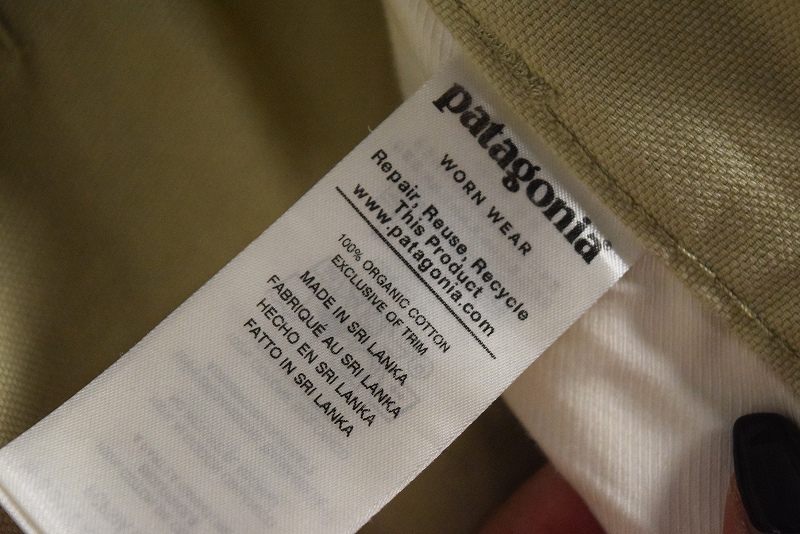 patagonia®
WORN WEAR
Repair, Reuse, Recycle
This Product
www.patagonia.com
100% ORGANIC COTTON
EXCLUSIVE OF TRIM
MADE IN SRI LANKA
FABRIQUÉ AU SRI LANKA
HECHO EN SRI LANKA
FATTO IN SRI LANKA